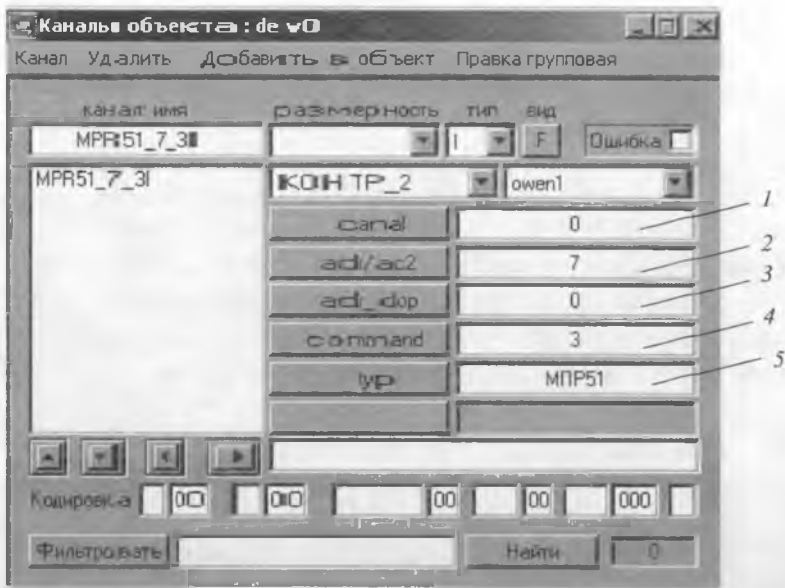 Каналы объекта: dev0
Канал Удалить Добавить в объект Правка групповая
канал: имя размерность тип вид
MPR51_7_3I I F Ошибка
MPR51_7_3I КОНТР_2 owen1
canal 0 1
adr/ac2 7 2
adr_dop 0 3
command 3 4
typ МПР51 5
Кодировка 00 00 00 00 000
Фильтровать Найти 0